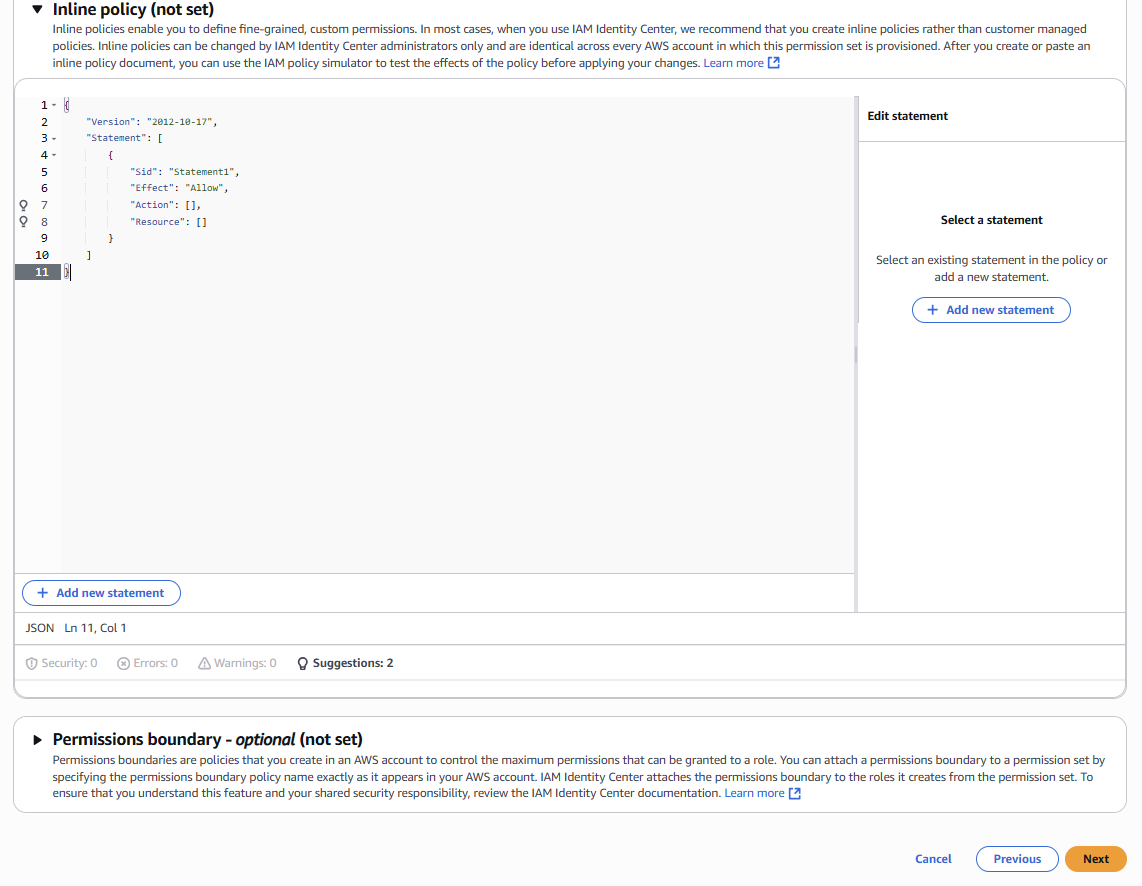 Inline policy (not set)
Inline policies enable you to define fine-grained, custom permissions. In most cases, when you use IAM Identity Center, we recommend that you create inline policies rather than customer managed
policies. Inline policies can be changed by IAM Identity Center administrators only and are identical across every AWS account in which this permission set is provisioned. After you create or paste an
inline policy document, you can use the IAM policy simulator to test the effects of the policy before applying your changes. Learn more
1 {
2 "Version": "2012-10-17",
3 "Statement": [
4 {
5 "Sid": "Statement1",
6 "Effect": "Allow",
7 "Action": [],
8 "Resource": []
9 }
10 ]
11 }
Edit statement
Select a statement
Select an existing statement in the policy or
add a new statement.
+ Add new statement
+ Add new statement
JSON Ln 11, Col 1
Security: 0 Errors: 0 Warnings: 0 Suggestions: 2
Permissions boundary - optional (not set)
Permissions boundaries are policies that you create in an AWS account to control the maximum permissions that can be granted to a role. You can attach a permissions boundary to a permission set by
specifying the permissions boundary policy name exactly as it appears in your AWS account. IAM Identity Center attaches the permissions boundary to the roles it creates from the permission set. To
ensure that you understand this feature and your shared security responsibility, review the IAM Identity Center documentation. Learn more
Cancel Previous Next